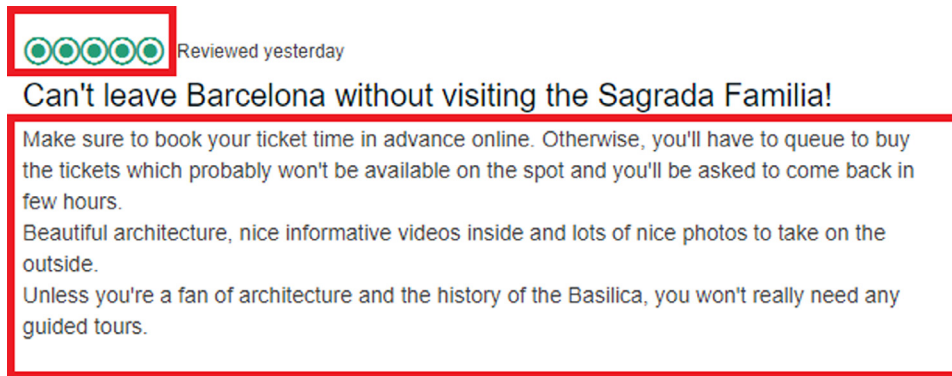 Reviewed yesterday
Can't leave Barcelona without visiting the Sagrada Familia!
Make sure to book your ticket time in advance online. Otherwise, you'll have to queue to buy
the tickets which probably won't be available on the spot and you'll be asked to come back in
few hours.
Beautiful architecture, nice informative videos inside and lots of nice photos to take on the
outside.
Unless you're a fan of architecture and the history of the Basilica, you won't really need any
guided tours.